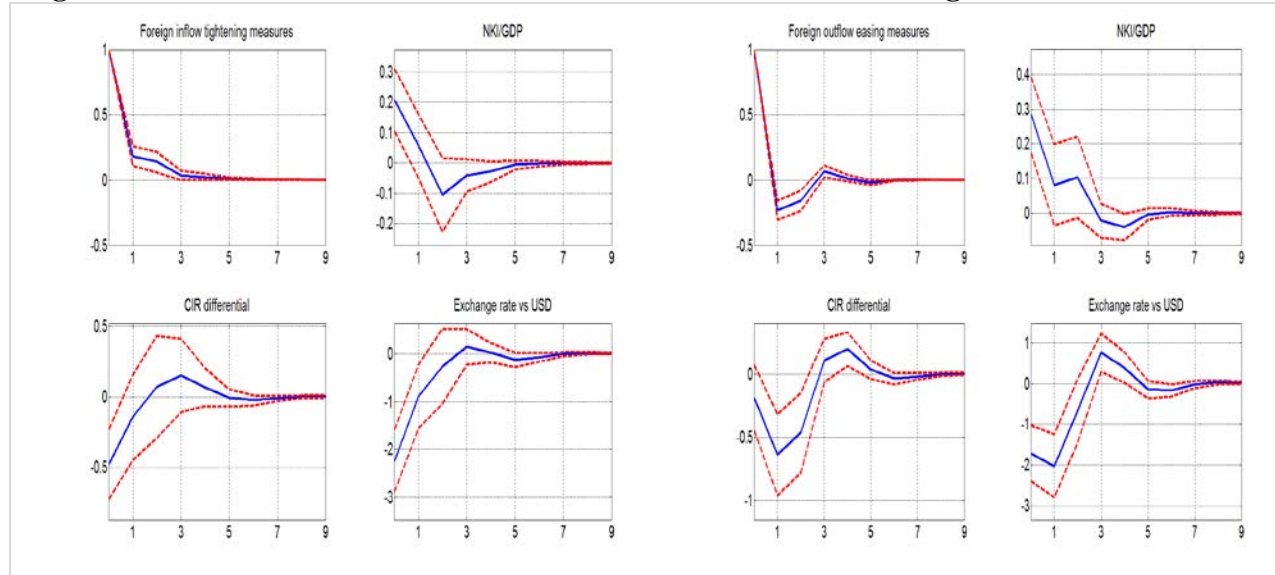 Foreign inflow tightening measures NKI/GDP Foreign outflow easing measures NKI/GDP
1 0.5 0 -0.5
0.3 0.2 0.1 0 -0.1 -0.2
1 0.5 0 -0.5
0.4 0.3 0.2 0.1 0
1 3 5 7 9 1 3 5 7 9 1 3 5 7 9 1 3 5 7 9
CIR differential Exchange rate vs USD CIR differential Exchange rate vs USD
0.5 0 -0.5
0 -1 -2 -3
0 -0.5 -1
1 0 -1 -2 -3
1 3 5 7 9 1 3 5 7 9 1 3 5 7 9 1 3 5 7 9